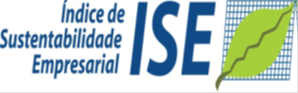 Índice de
Sustentabilidade
Empresarial
ISE